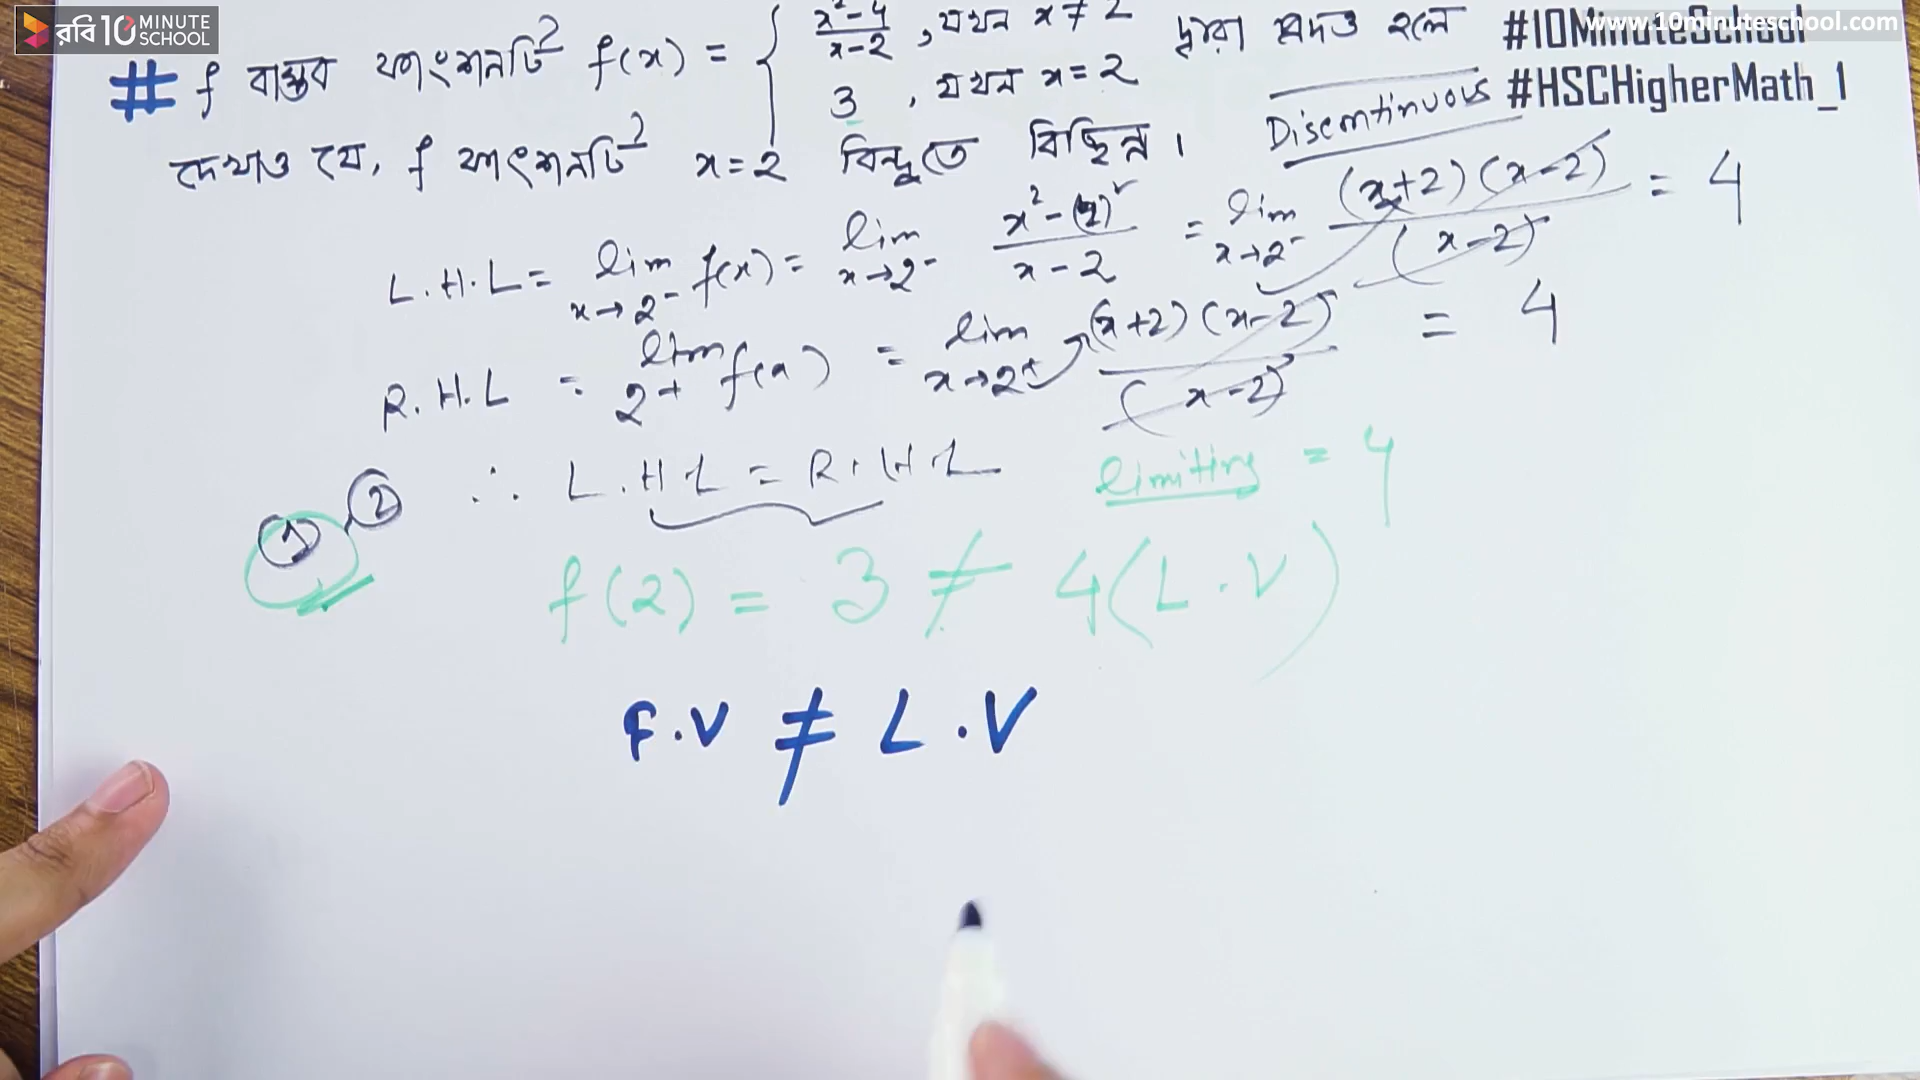 রবি 10 MINUTE SCHOOL
www.10minuteschool.com
#10MinuteSchool
#HSCHigherMath_1
# f বাস্তব ফাংশনটি f(x) = { x²-4 / x-2 , যখন x ≠ 2
3 , যখন x = 2 দ্বারা প্রদত্ত হলে
দেখাও যে, f ফাংশনটি x = 2 বিন্দুতে বিচ্ছিন্ন। Discontinuous
L.H.L = lim x→2⁻ f(x) = lim x→2⁻ x²-(2)² / x-2 = lim x→2⁻ (x+2)(x-2) / (x-2) = 4
R.H.L = lim 2+ f(x) = lim x→2+ (x+2)(x-2) / (x-2) = 4
① ② ∴ L.H.L = R.H.L limiting = 4
f(2) = 3 ≠ 4 (L.V)
F.V ≠ L.V